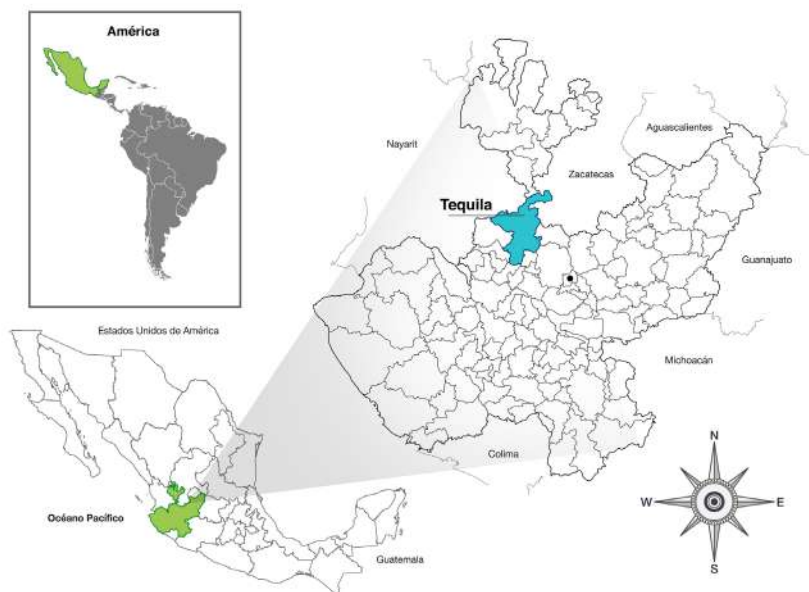 América
Nayarit
Aguascalientes
Zacatecas
Tequila
Guanajuato
Estados Unidos de América
Michoacán
Colima
Océano Pacífico
Guatemala
N
W
E
S